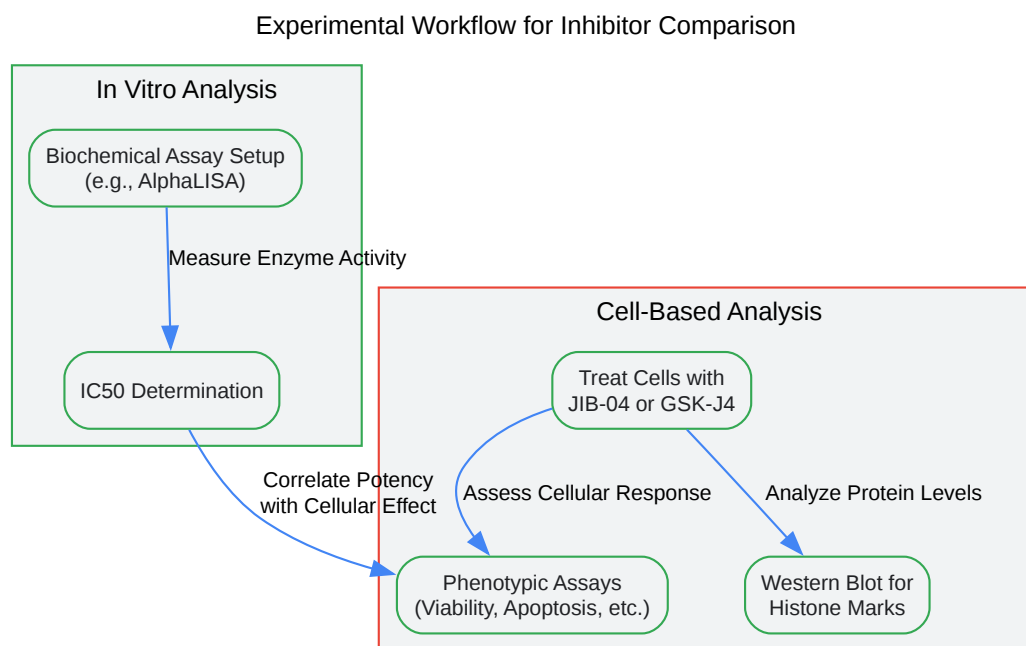 Experimental Workflow for Inhibitor Comparison
In Vitro Analysis
Biochemical Assay Setup
(e.g., AlphaLISA)
Measure Enzyme Activity
IC50 Determination
Correlate Potency
with Cellular Effect
Cell-Based Analysis
Treat Cells with
JIB-04 or GSK-J4
Assess Cellular Response
Analyze Protein Levels
Phenotypic Assays
(Viability, Apoptosis, etc.)
Western Blot for
Histone Marks